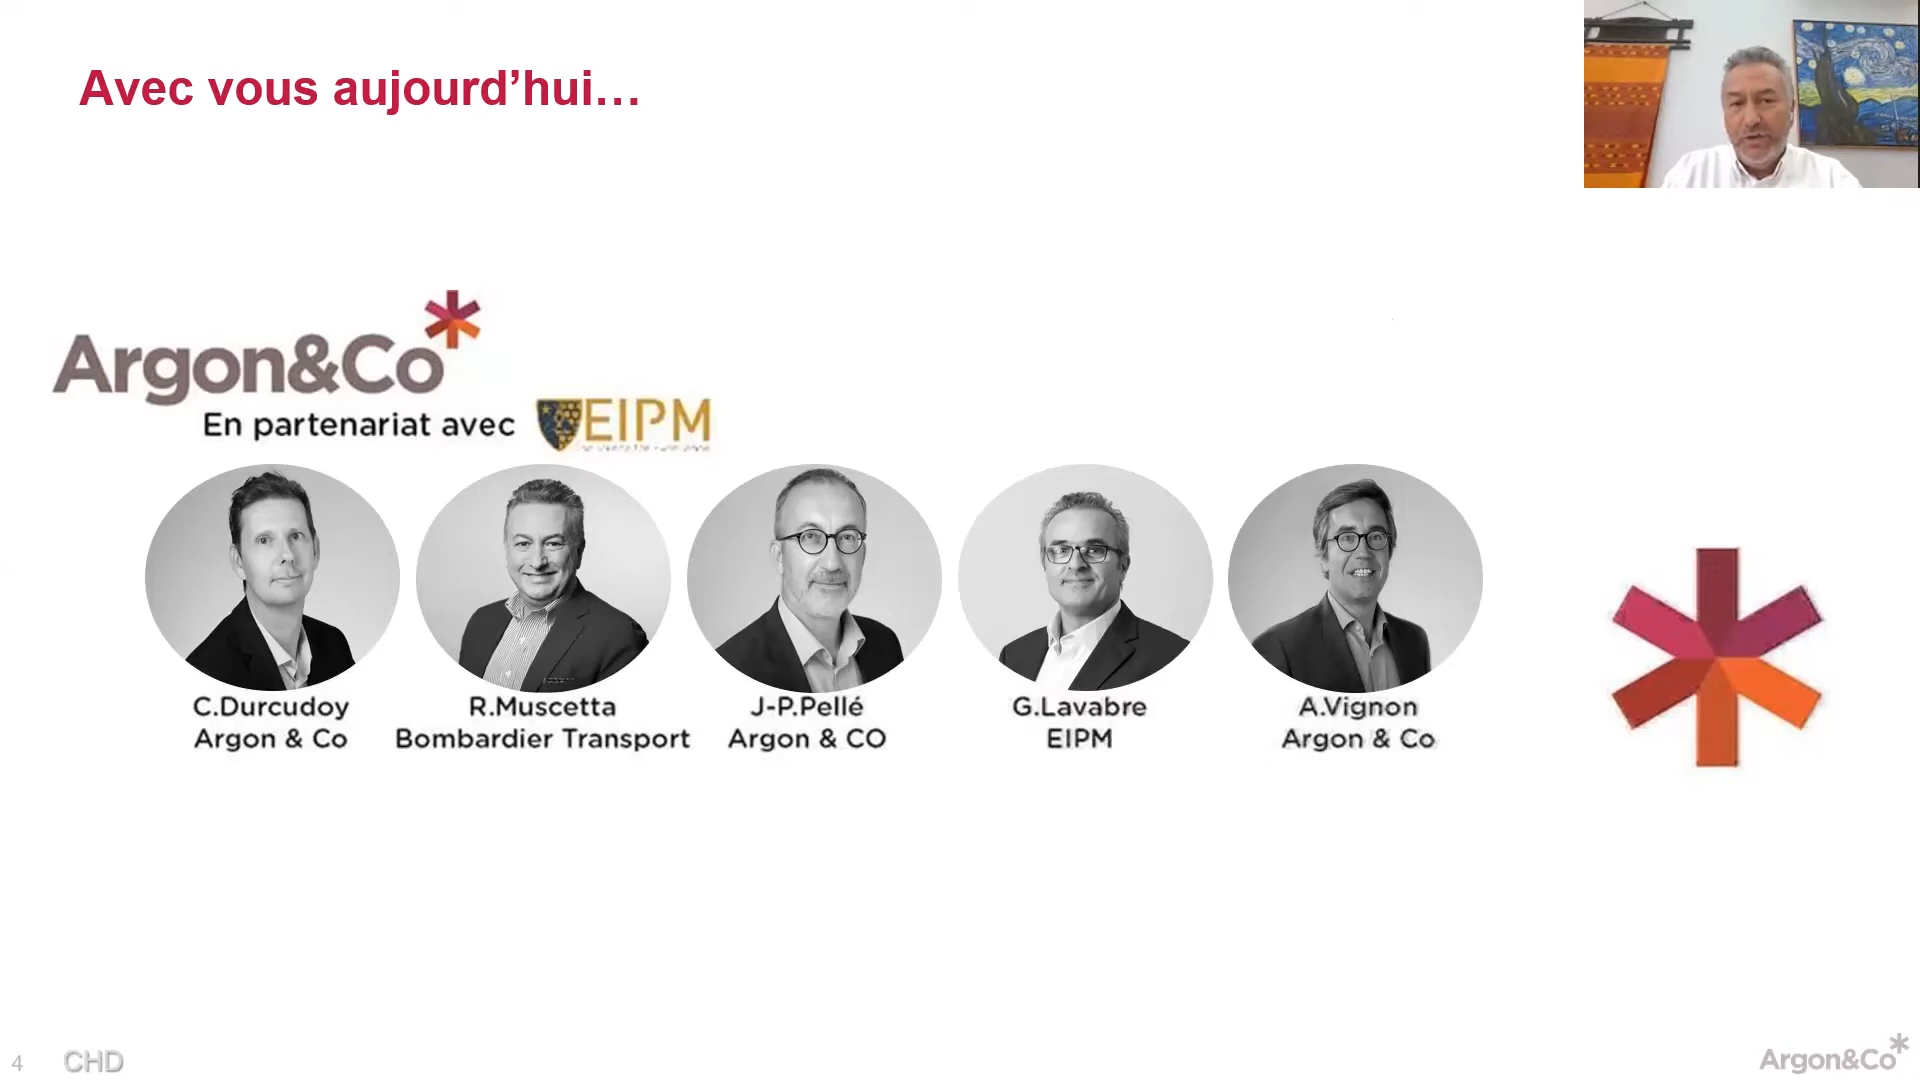 Avec vous aujourd’hui…
Argon&Co
En partenariat avec
EIPM
C.Durcudoy
Argon & Co
R.Muscetta
Bombardier Transport
J-P.Pellé
Argon & CO
G.Lavabre
EIPM
A.Vignon
Argon & Co
4
CHD
Argon&Co